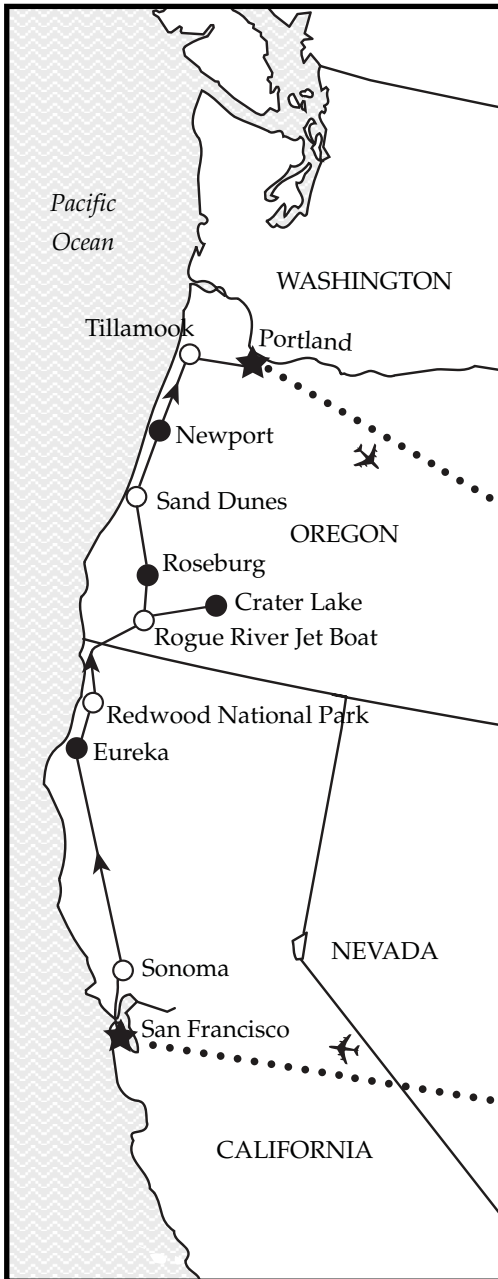 Pacific
Ocean
WASHINGTON
Tillamook
Portland
Newport
Sand Dunes
OREGON
Roseburg
Crater Lake
Rogue River Jet Boat
Redwood National Park
Eureka
NEVADA
Sonoma
San Francisco
CALIFORNIA